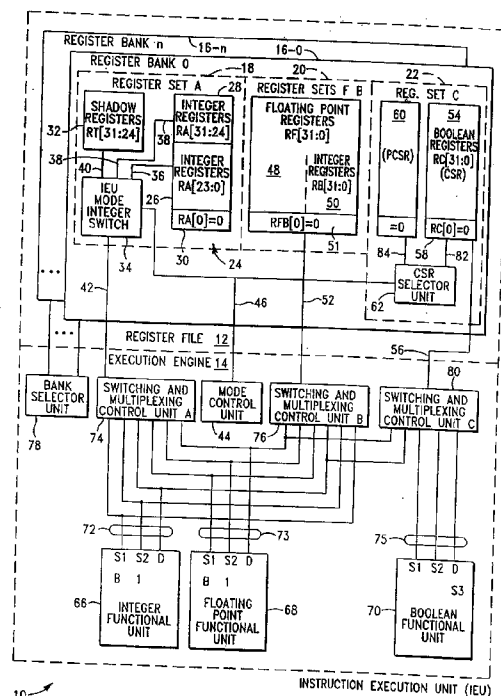 REGISTER BANK n
16-n
16-0
REGISTER BANK 0
18
20
22
REGISTER SET A
28
REGISTER SETS F B
REG. SET C
SHADOW
REGISTERS
RT[31:24]
32
38
40
36
38
INTEGER
REGISTERS
RA[31:24]
INTEGER
REGISTERS
RA[23:0]
RA[0]=0
26
30
24
IEU
MODE
INTEGER
SWITCH
34
FLOATING POINT
REGISTERS
RF[31:0]
48
INTEGER
REGISTERS
RB[31:0]
50
RFB[0]=0
51
60
(PCSR)
=0
84
54
BOOLEAN
REGISTERS
RC[31:0]
(CSR)
RC[0]=0
58
82
CSR
SELECTOR
UNIT
62
42
46
52
56
REGISTER FILE 12
EXECUTION ENGINE 14
BANK
SELECTOR
UNIT
78
SWITCHING AND
MULTIPLEXING
CONTROL UNIT A
74
MODE
CONTROL
UNIT
44
SWITCHING AND
MULTIPLEXING
CONTROL UNIT B
76
80
SWITCHING AND
MULTIPLEXING
CONTROL UNIT C
72
73
75
S1 S2 D
B 1
INTEGER
FUNCTIONAL
UNIT
66
S1 S2 D
B 1
FLOATING
POINT
FUNCTIONAL
UNIT
68
S1 S2 D
S3
BOOLEAN
FUNCTIONAL
UNIT
70
10
INSTRUCTION EXECUTION UNIT (IEU)